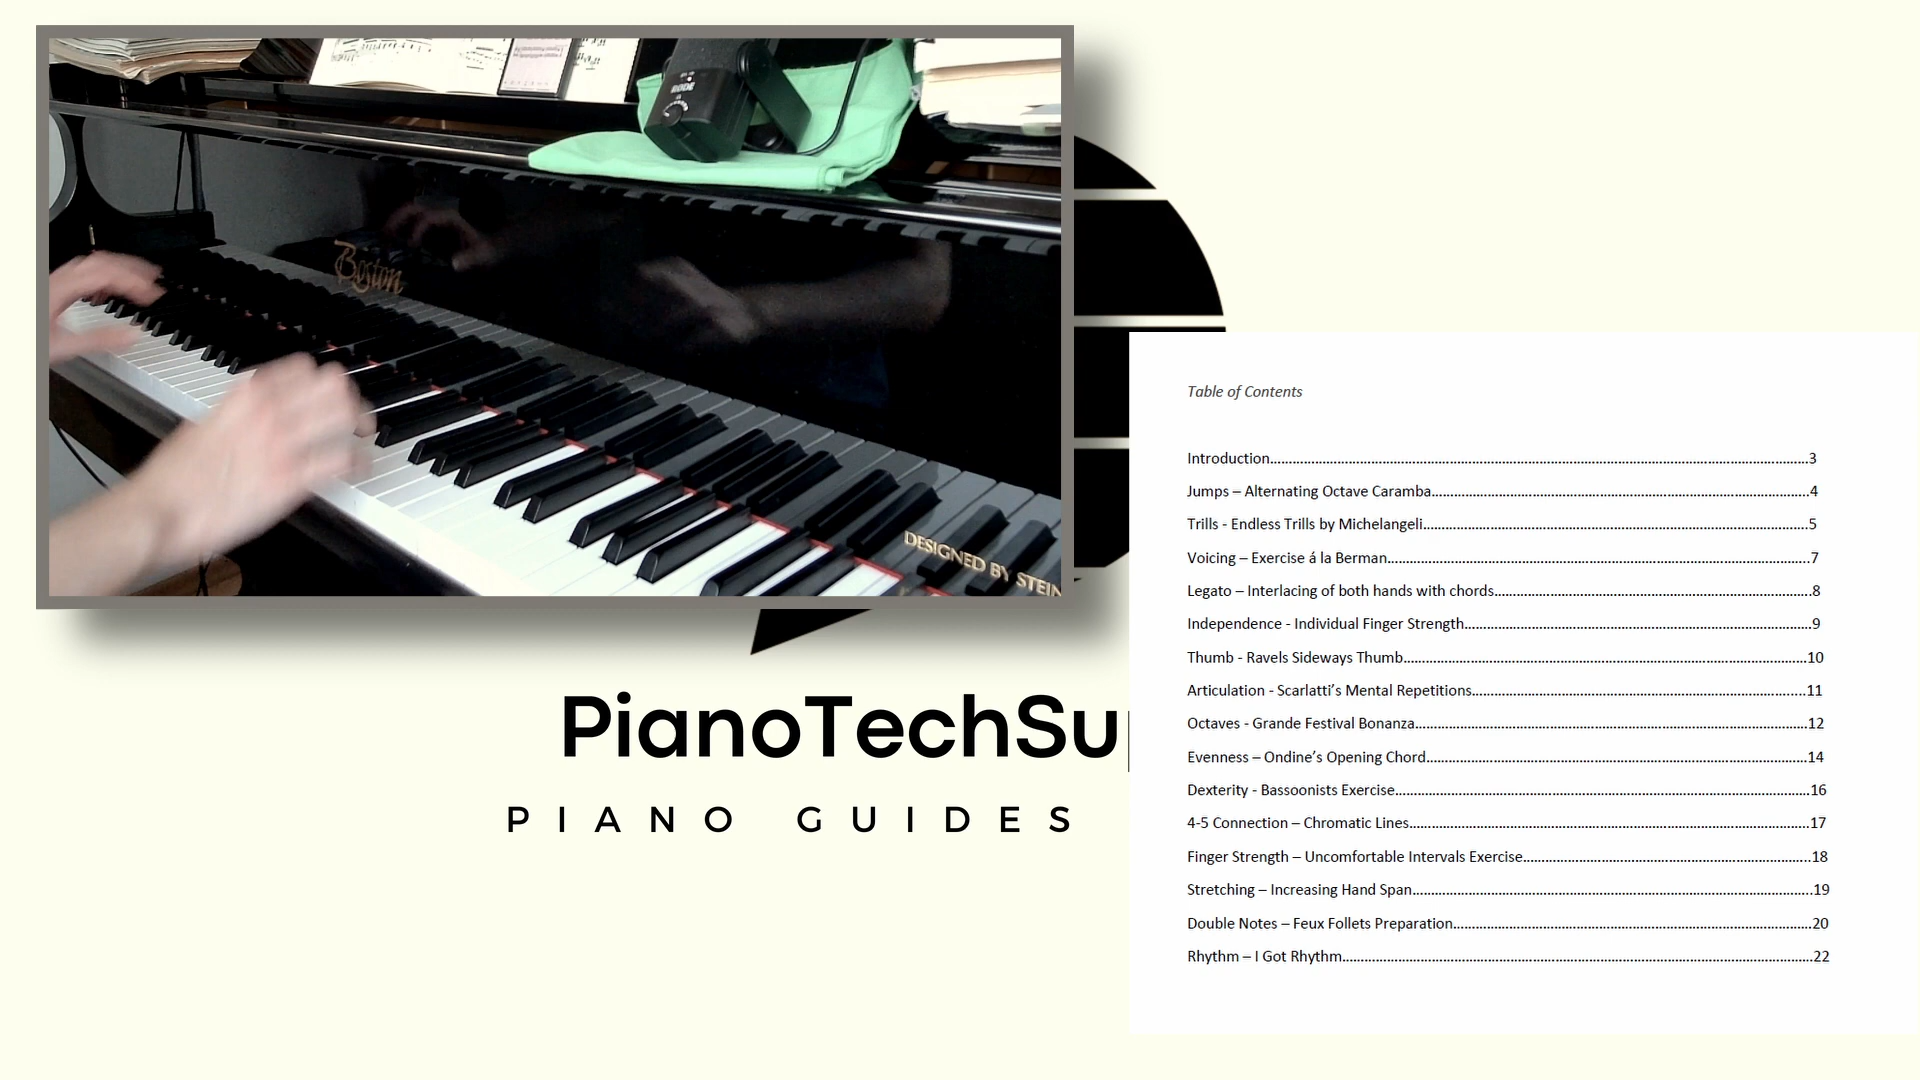 RODE
Boston
DESIGNED BY STEIN
Table of Contents
Introduction......3
Jumps – Alternating Octave Caramba......4
Trills - Endless Trills by Michelangeli......5
Voicing – Exercise á la Berman......7
Legato – Interlacing of both hands with chords......8
Independence - Individual Finger Strength......9
Thumb - Ravels Sideways Thumb......10
Articulation - Scarlatti’s Mental Repetitions......11
Octaves - Grande Festival Bonanza......12
Evenness – Ondine’s Opening Chord......14
Dexterity - Bassoonists Exercise......16
4-5 Connection – Chromatic Lines......17
Finger Strength – Uncomfortable Intervals Exercise......18
Stretching – Increasing Hand Span......19
Double Notes – Feux Follets Preparation......20
Rhythm – I Got Rhythm......22
PianoTechSu
PIANO GUIDES